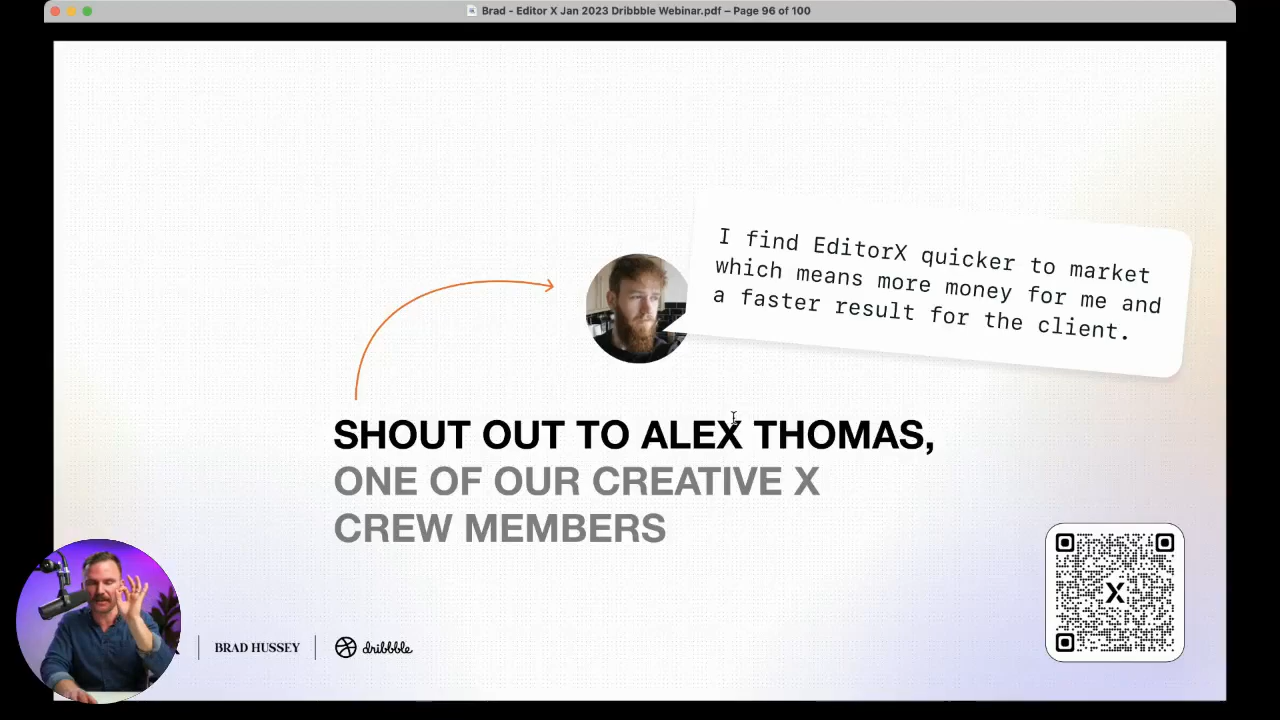 Brad - Editor X Jan 2023 Dribbble Webinar.pdf – Page 96 of 100
I find EditorX quicker to market
which means more money for me and
a faster result for the client.
SHOUT OUT TO ALEX THOMAS,
ONE OF OUR CREATIVE X
CREW MEMBERS
X
BRAD HUSSEY
dribbble